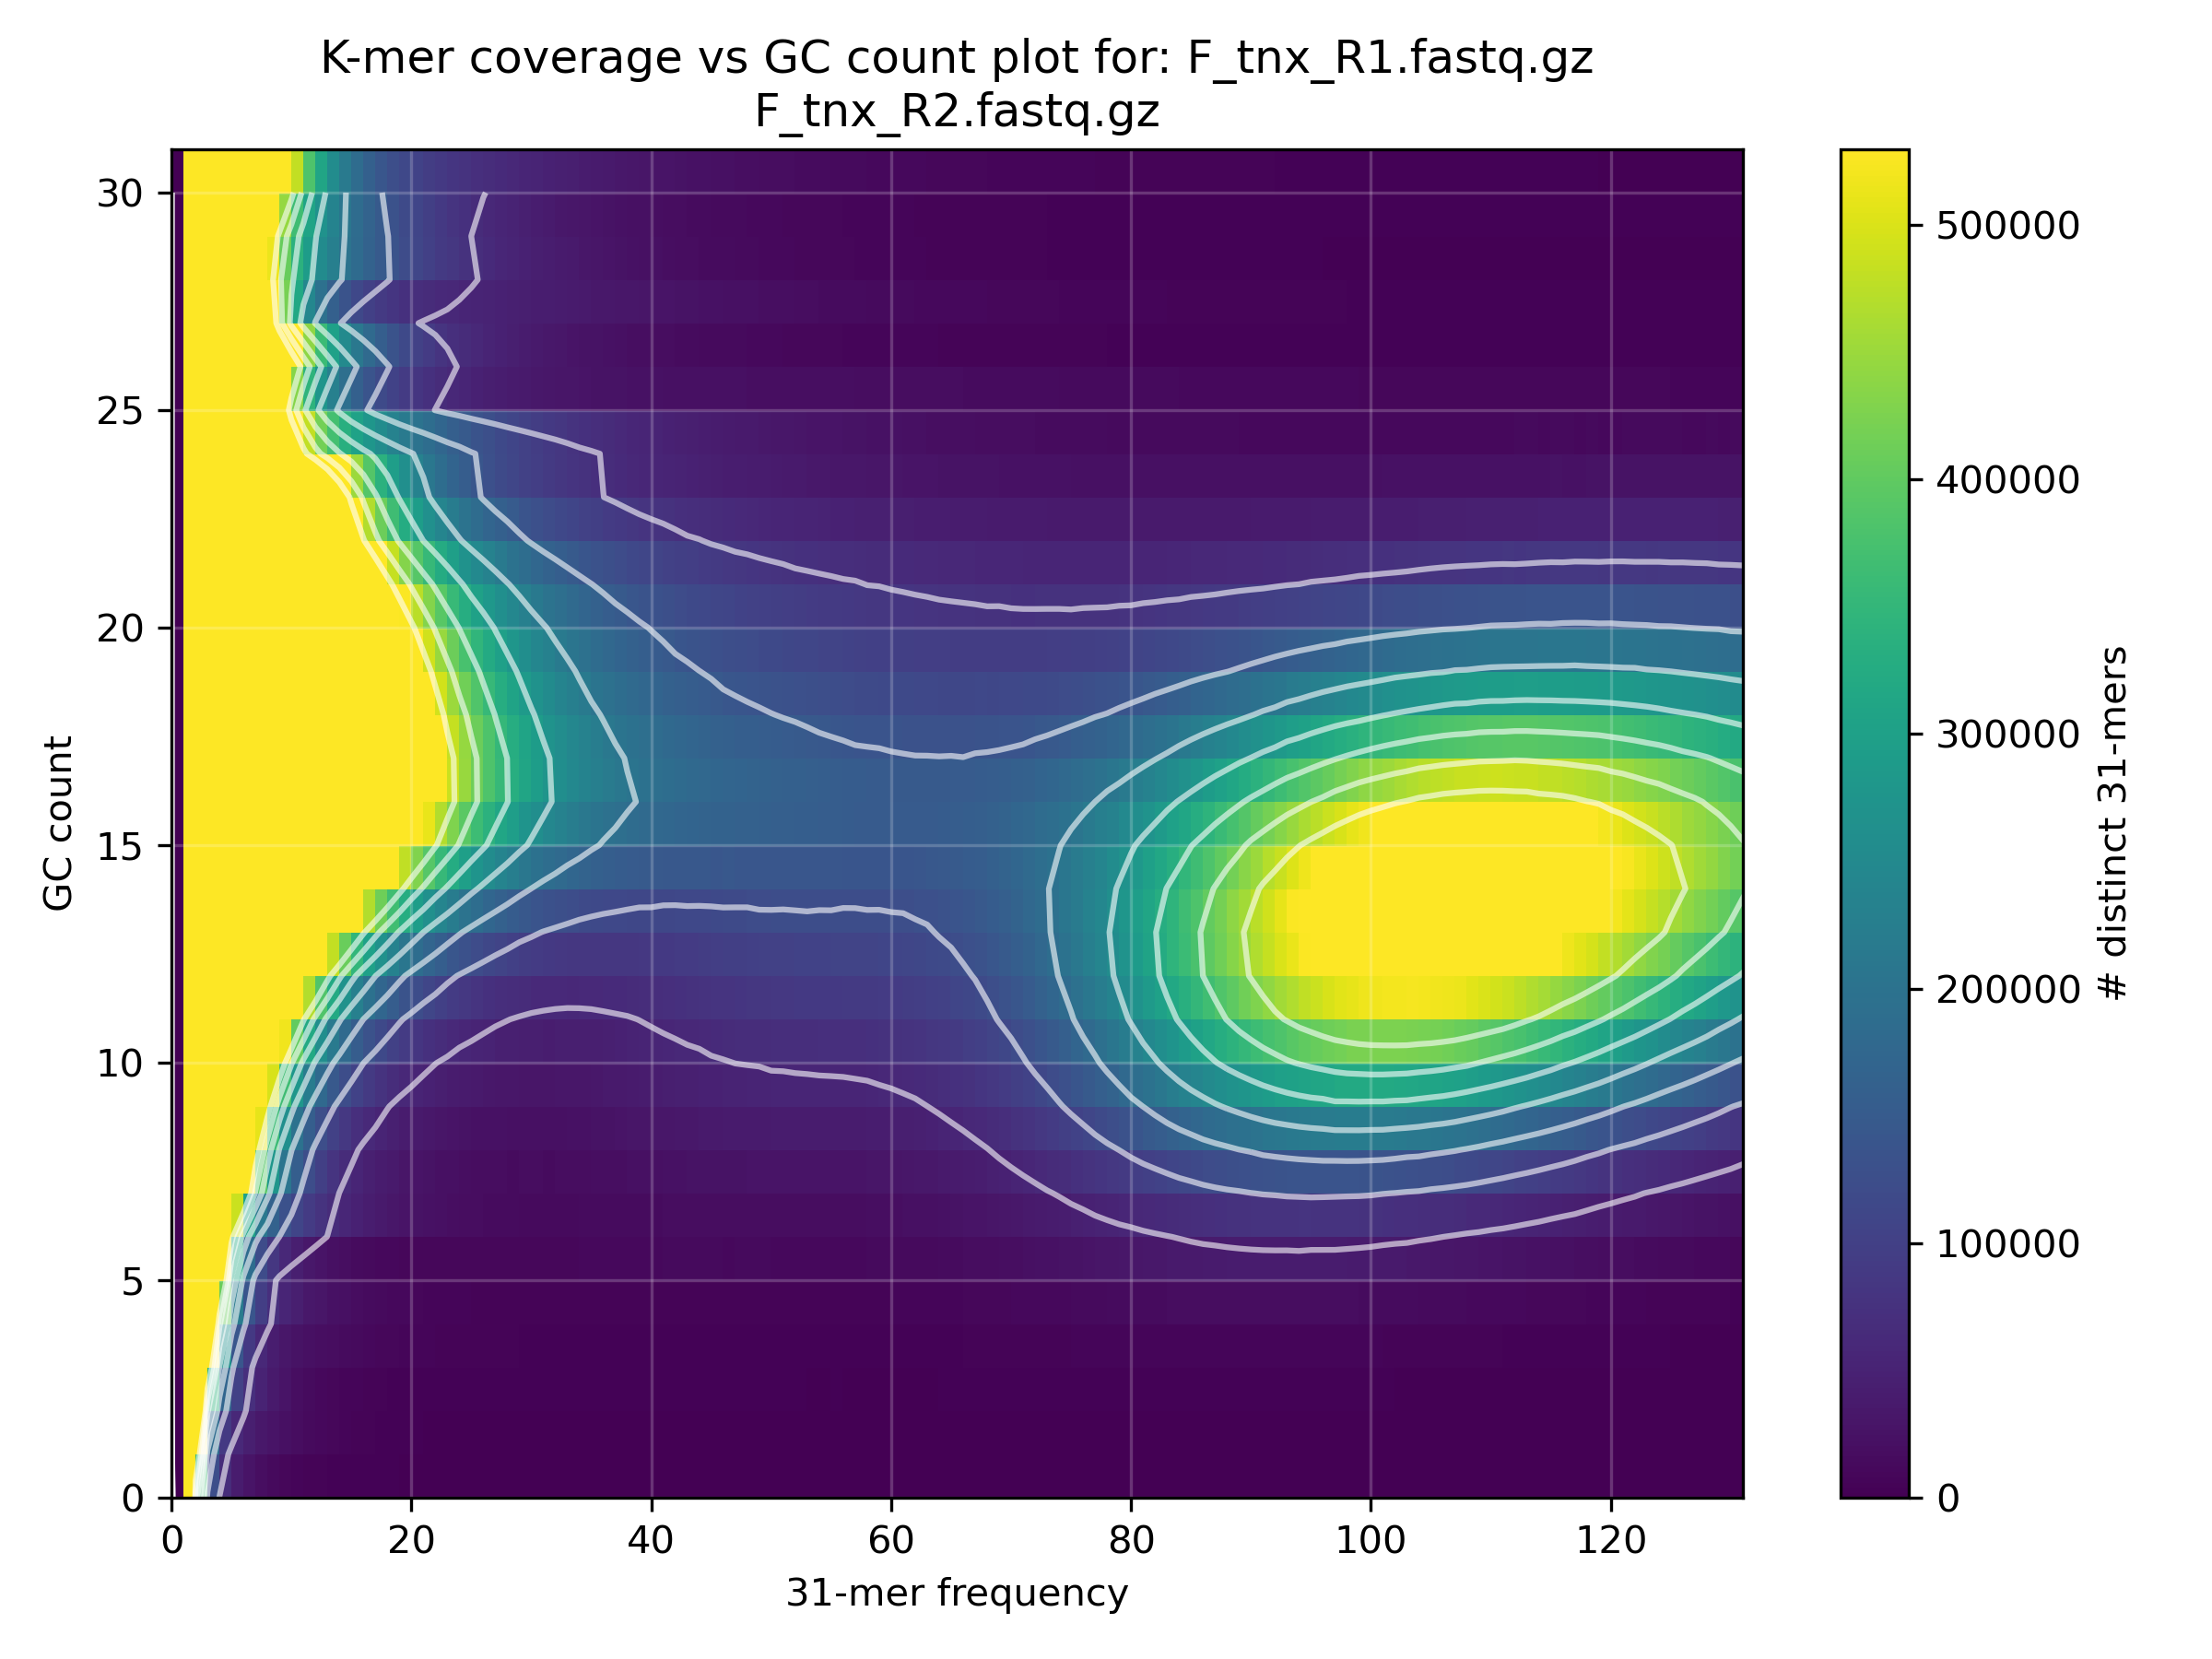 K-mer coverage vs GC count plot for: F_tnx_R1.fastq.gz
F_tnx_R2.fastq.gz
30
25
20
15
10
5
0
GC count
0 20 40 60 80 100 120
31-mer frequency
500000
400000
300000
200000
100000
0
# distinct 31-mers